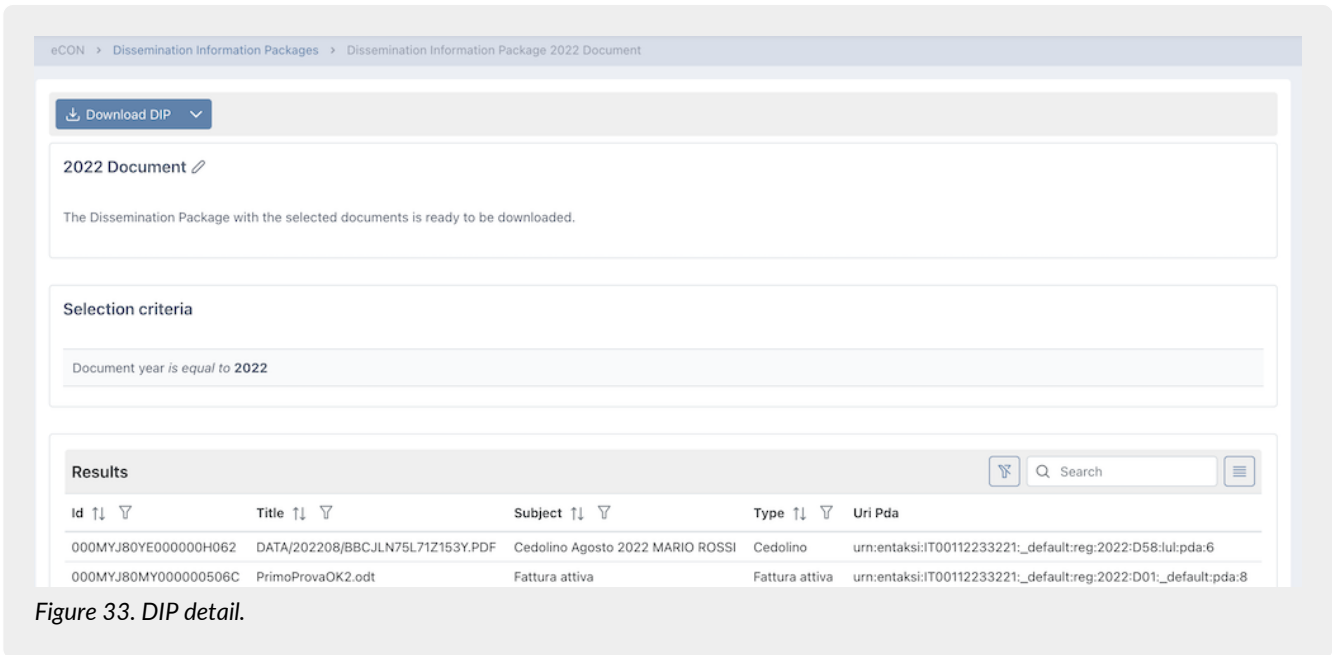 eCON > Dissemination Information Packages > Dissemination Information Package 2022 Document
Download DIP
2022 Document
The Dissemination Package with the selected documents is ready to be downloaded.
Selection criteria
Document year is equal to 2022
Results Search
Id Title Subject Type Uri Pda
000MYJ80YE000000H062 DATA/202208/BBCJLN75L71Z153Y.PDF Cedolino Agosto 2022 MARIO ROSSI Cedolino urn:entaksi:IT00112233221:_default:reg:2022:D58:lul:pda:6
000MYJ80MY000000506C PrimoProvaOK2.odt Fattura attiva Fattura attiva urn:entaksi:IT00112233221:_default:reg:2022:D01:_default:pda:8
Figure 33. DIP detail.